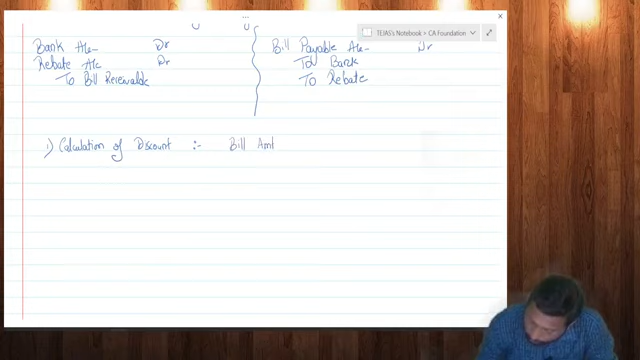 TEJAS's Notebook > CA Foundation
Bank A/c Dr
Rebate A/c Dr
To Bill Receivable
Bill Payable A/c Dr
To Bank
To Rebate
1) Calculation of Discount :- Bill Amt